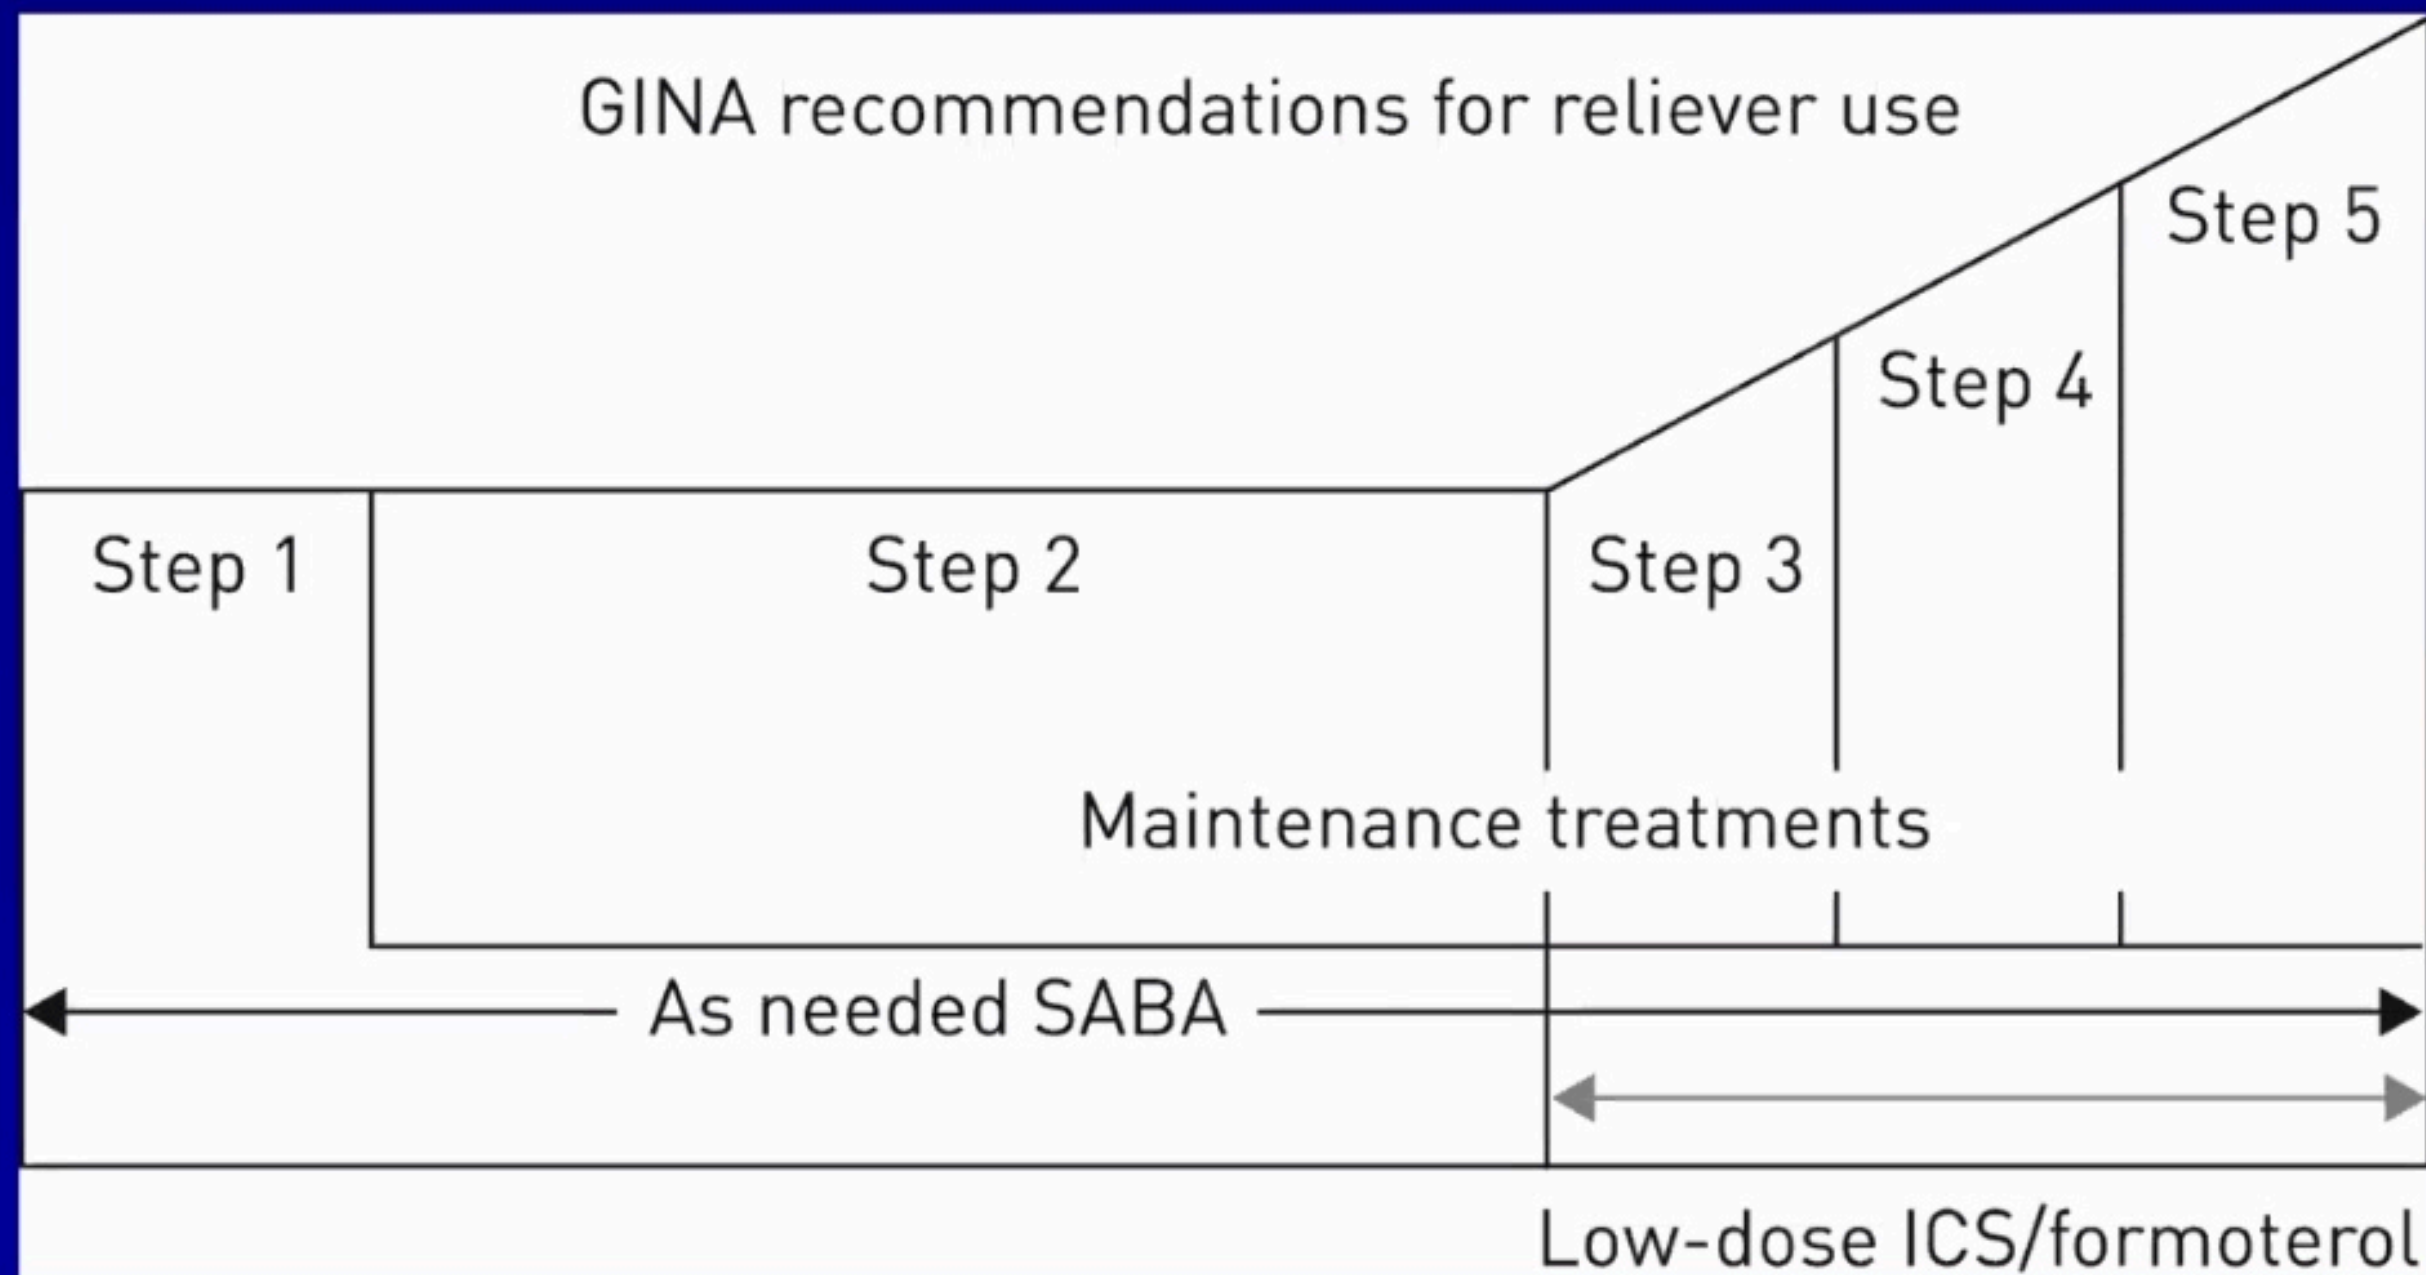 GINA recommendations for reliever use
Step 5
Step 4
Step 1
Step 2
Step 3
Maintenance treatments
As needed SABA
Low-dose ICS/formoterol